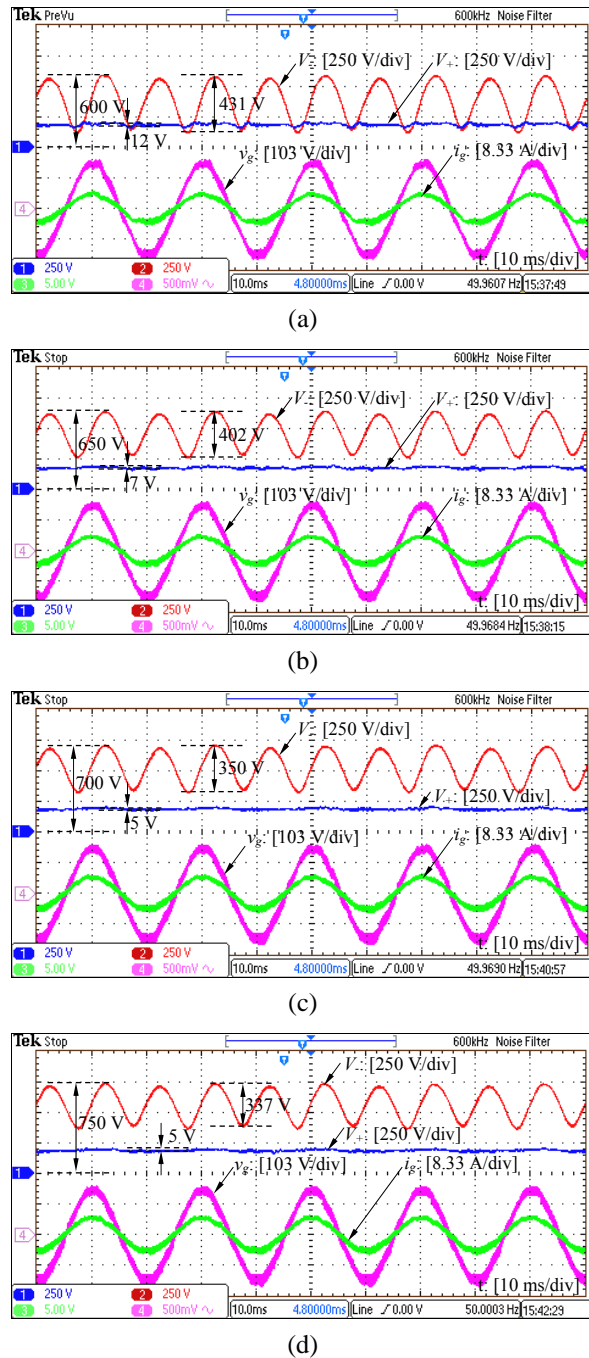 Tek PreVu 600kHz Noise Filter
V-: [250 V/div] V+: [250 V/div]
600 V 431 V
12 V
1
vg: [103 V/div] ig: [8.33 A/div]
4
t: [10 ms/div]
1 250 V 2 250 V
3 5.00 V 4 500mV 10.0ms 4.80000ms Line 0.00 V 49.9607 Hz 15:37:49
(a)
Tek Stop 600kHz Noise Filter
V-: [250 V/div] V+: [250 V/div]
650 V 402 V
7 V
1
vg: [103 V/div] ig: [8.33 A/div]
4
t: [10 ms/div]
1 250 V 2 250 V
3 5.00 V 4 500mV 10.0ms 4.80000ms Line 0.00 V 49.9684 Hz 15:38:15
(b)
Tek Stop 600kHz Noise Filter
V-: [250 V/div]
700 V 350 V
V+: [250 V/div]
5 V
1
vg: [103 V/div] ig: [8.33 A/div]
4
t: [10 ms/div]
1 250 V 2 250 V
3 5.00 V 4 500mV 10.0ms 4.80000ms Line 0.00 V 49.9690 Hz 15:40:57
(c)
Tek Stop 600kHz Noise Filter
V-: [250 V/div]
750 V 337 V
5 V V+: [250 V/div]
1
vg: [103 V/div] ig: [8.33 A/div]
4
t: [10 ms/div]
1 250 V 2 250 V
3 5.00 V 4 500mV 10.0ms 4.80000ms Line 0.00 V 50.0003 Hz 15:42:29
(d)